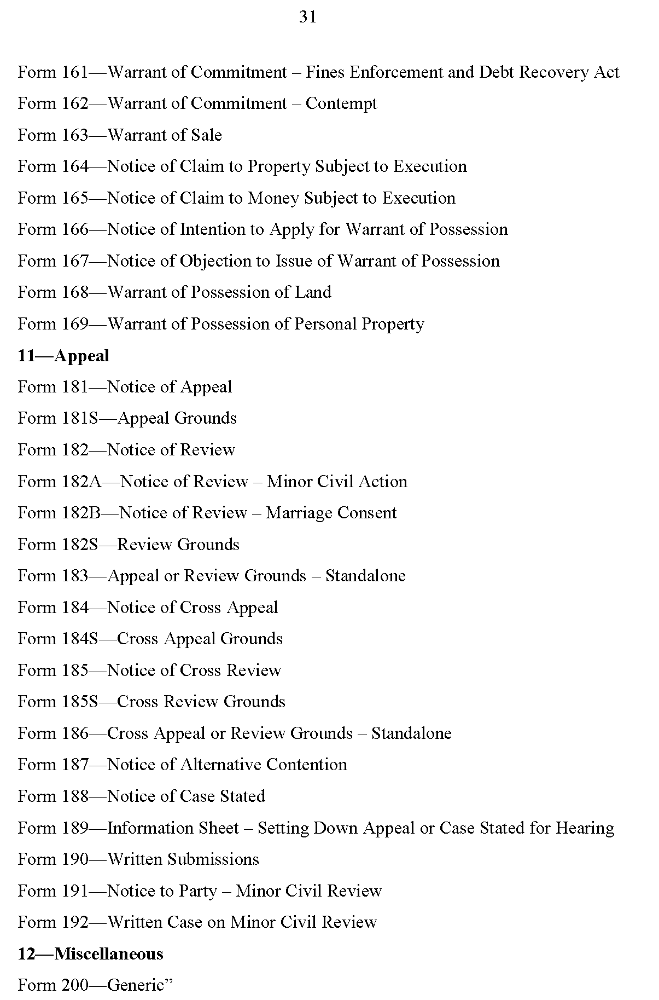 31
Form 161—Warrant of Commitment – Fines Enforcement and Debt Recovery Act
Form 162—Warrant of Commitment – Contempt
Form 163—Warrant of Sale
Form 164—Notice of Claim to Property Subject to Execution
Form 165—Notice of Claim to Money Subject to Execution
Form 166—Notice of Intention to Apply for Warrant of Possession
Form 167—Notice of Objection to Issue of Warrant of Possession
Form 168—Warrant of Possession of Land
Form 169—Warrant of Possession of Personal Property
11—Appeal
Form 181—Notice of Appeal
Form 181S—Appeal Grounds
Form 182—Notice of Review
Form 182A—Notice of Review – Minor Civil Action
Form 182B—Notice of Review – Marriage Consent
Form 182S—Review Grounds
Form 183—Appeal or Review Grounds – Standalone
Form 184—Notice of Cross Appeal
Form 184S—Cross Appeal Grounds
Form 185—Notice of Cross Review
Form 185S—Cross Review Grounds
Form 186—Cross Appeal or Review Grounds – Standalone
Form 187—Notice of Alternative Contention
Form 188—Notice of Case Stated
Form 189—Information Sheet – Setting Down Appeal or Case Stated for Hearing
Form 190—Written Submissions
Form 191—Notice to Party – Minor Civil Review
Form 192—Written Case on Minor Civil Review
12—Miscellaneous
Form 200—Generic”